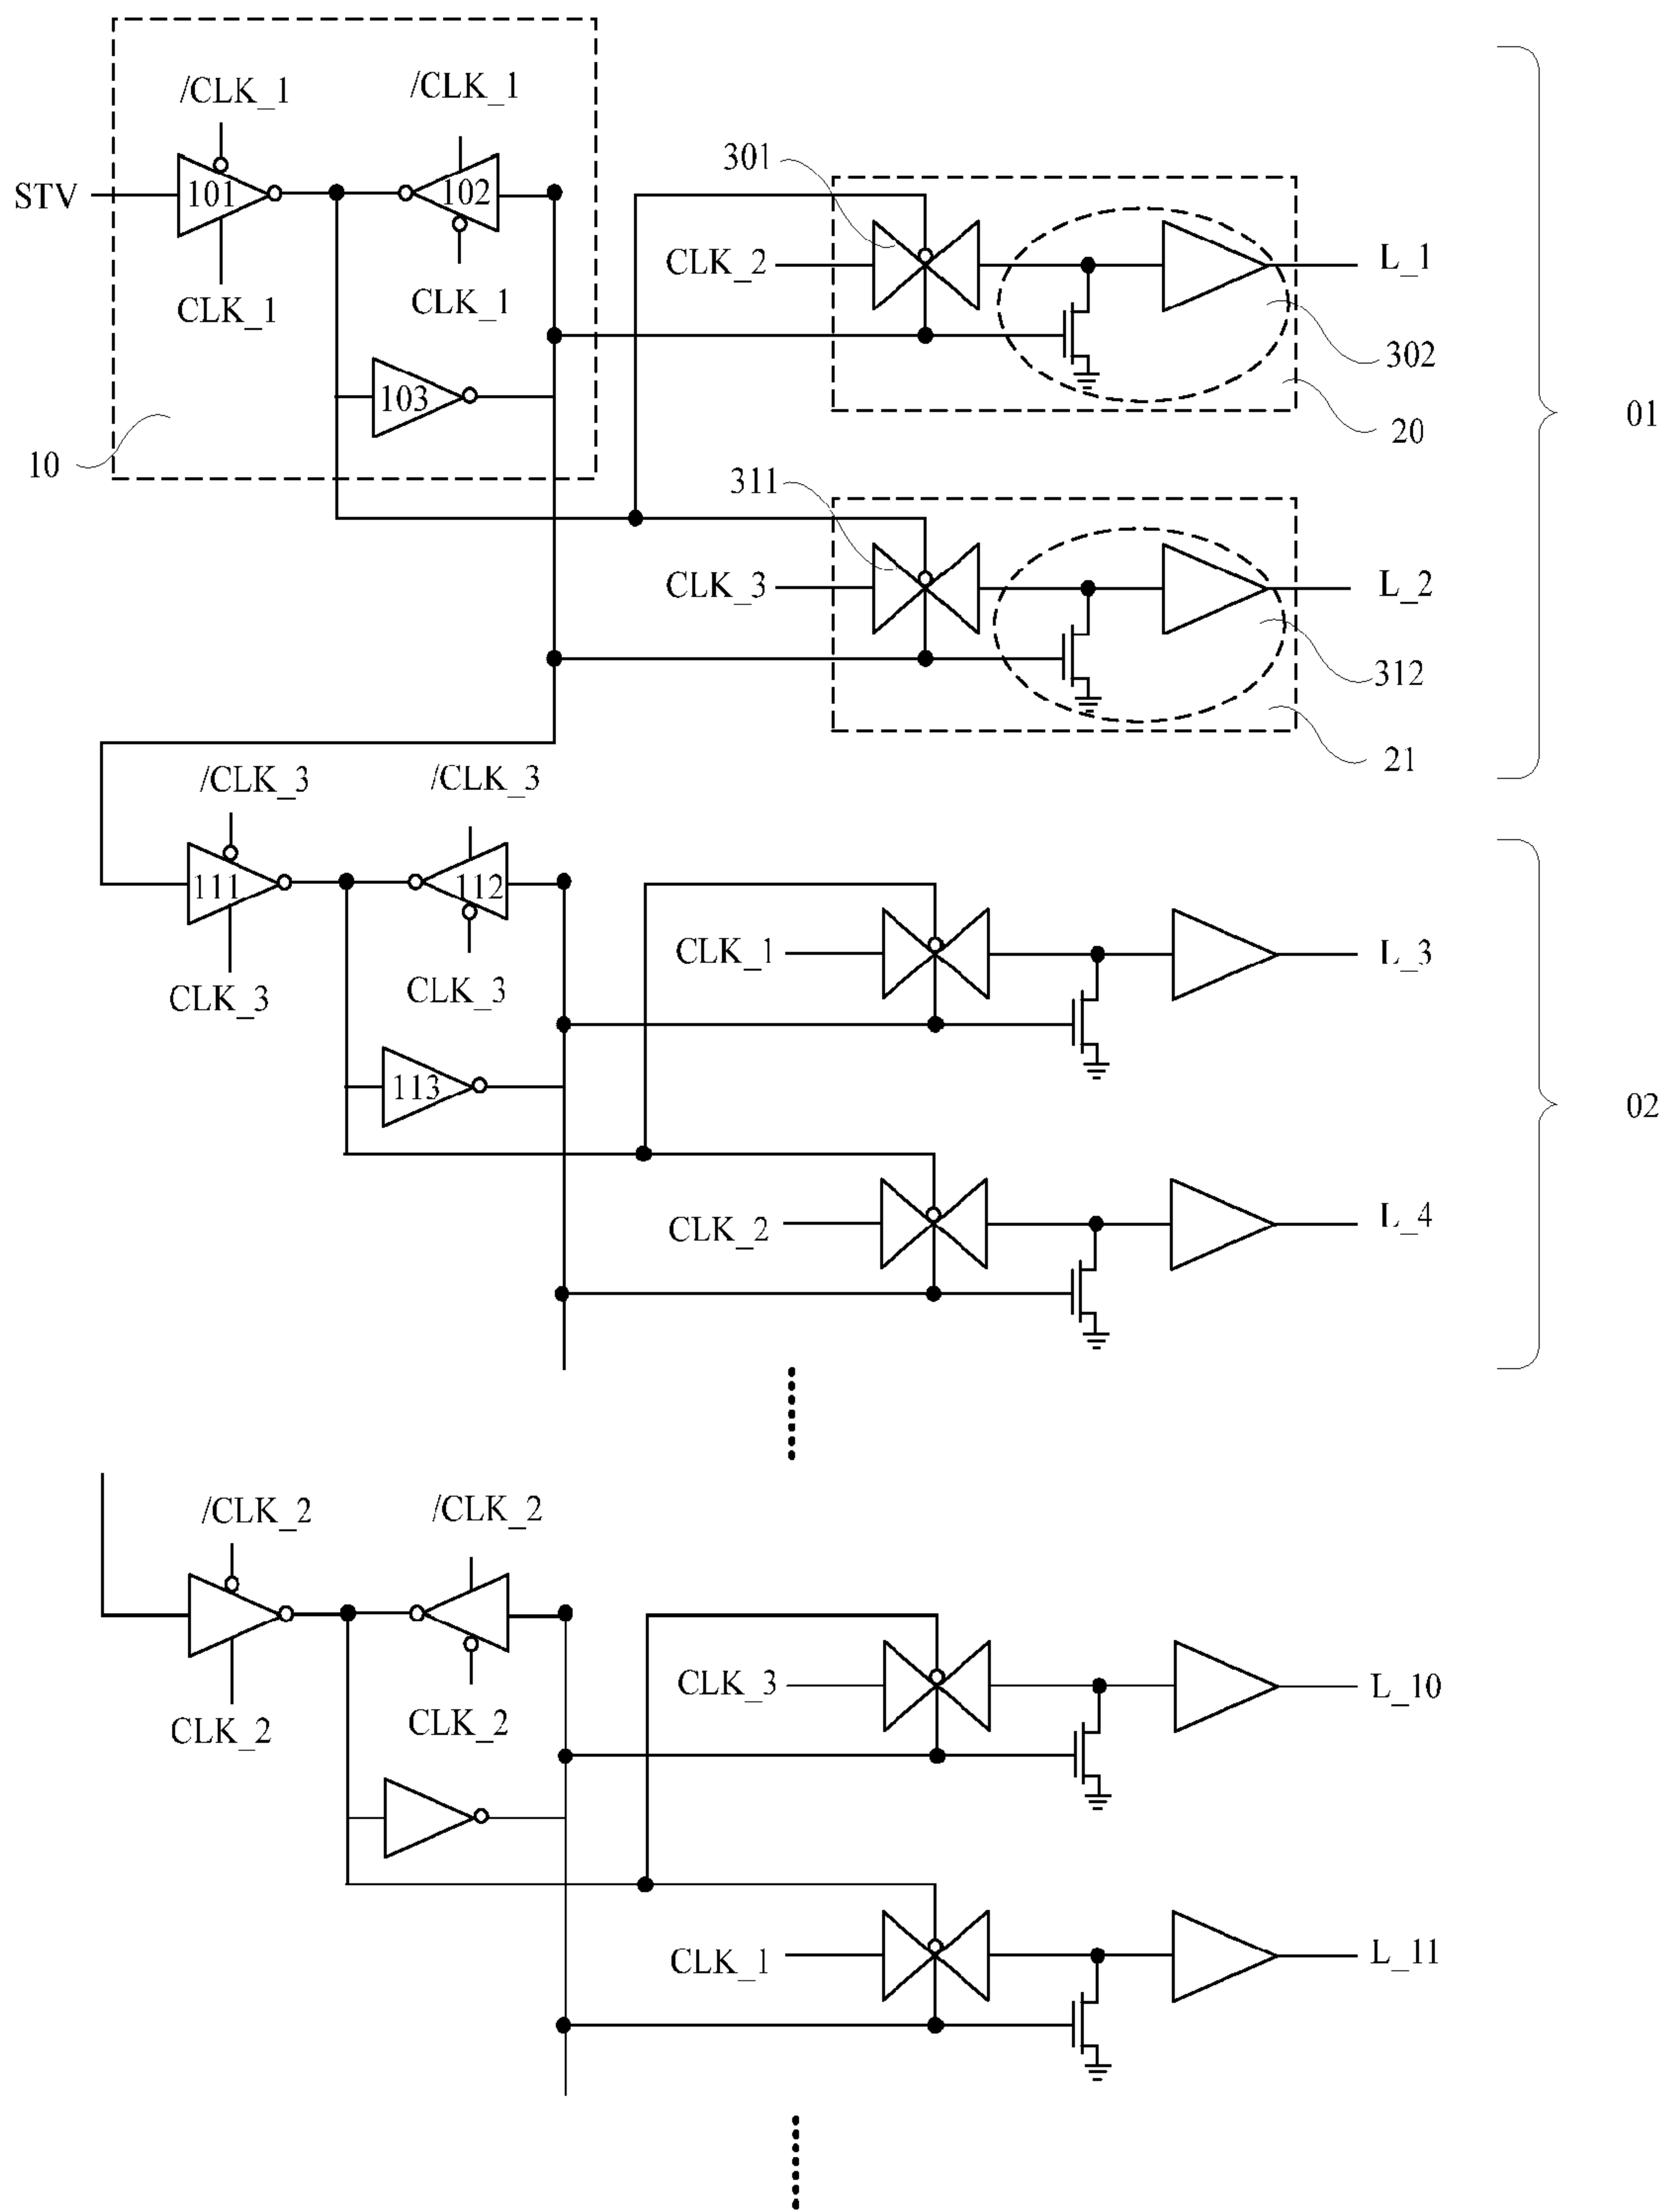 /CLK_1
/CLK_1
STV
101
102
CLK_1
CLK_1
103
10
301
CLK_2
L_1
302
20
01
311
CLK_3
L_2
312
21
/CLK_3
/CLK_3
111
112
CLK_3
CLK_3
113
CLK_1
L_3
CLK_2
L_4
02
/CLK_2
/CLK_2
CLK_2
CLK_2
CLK_3
L_10
CLK_1
L_11